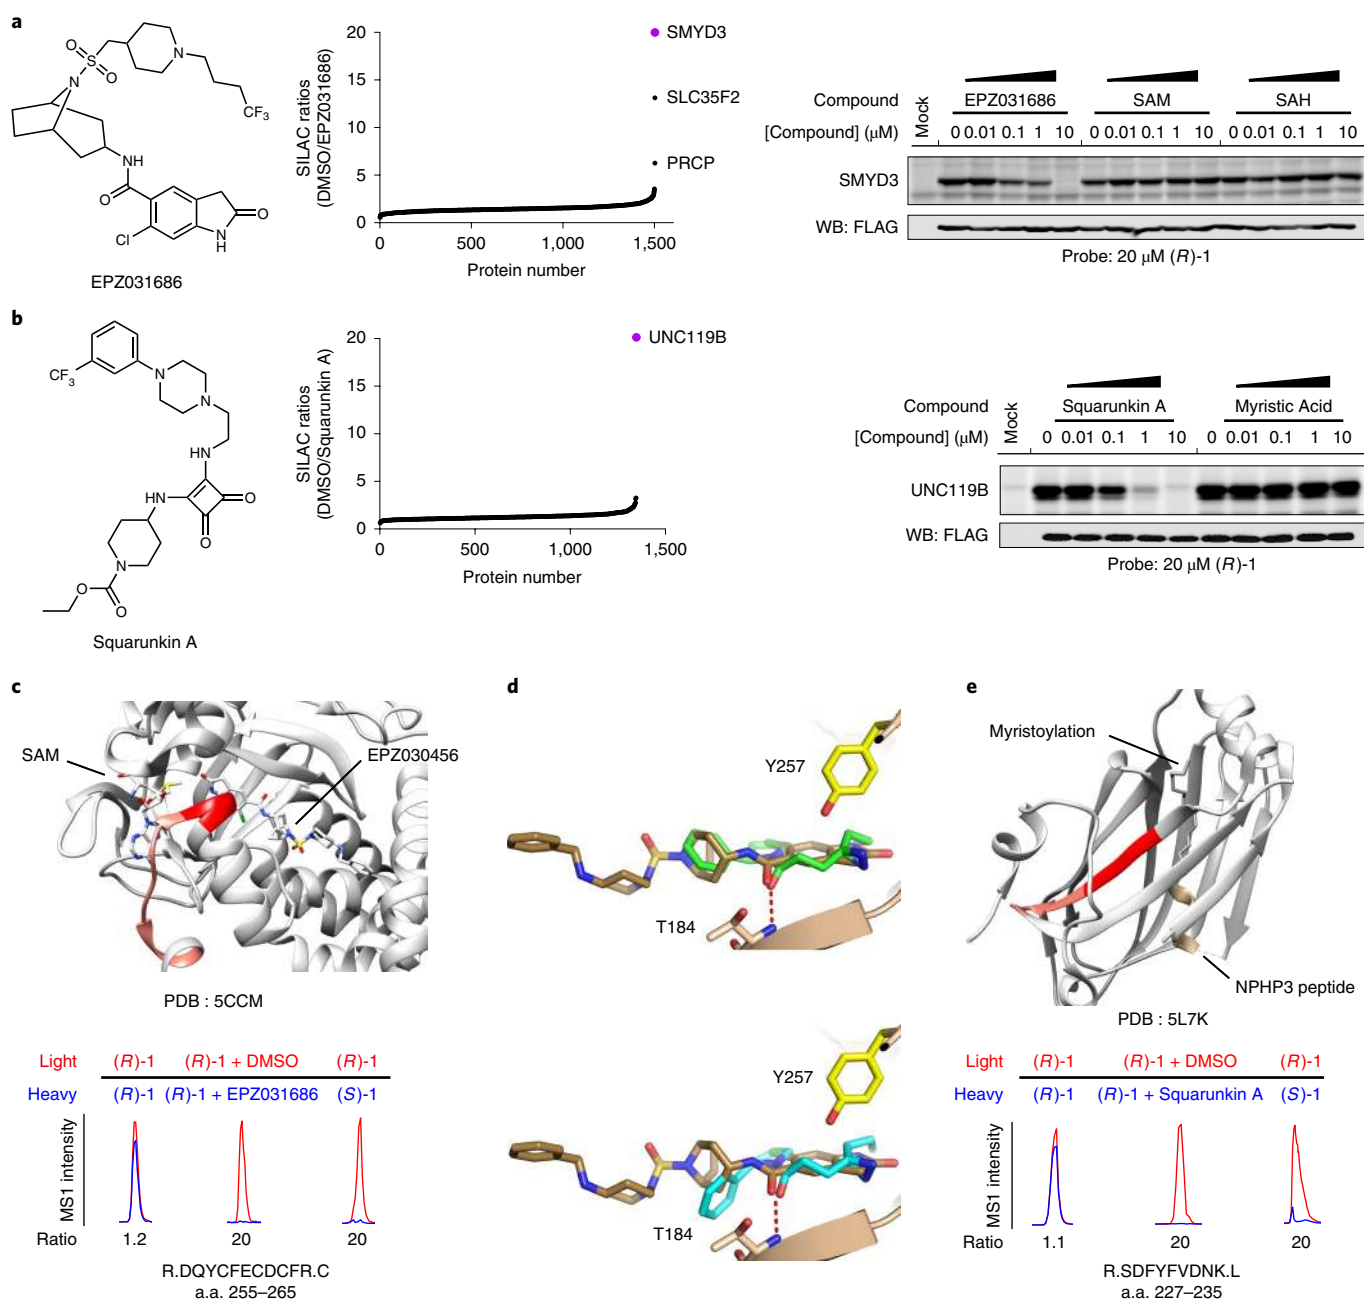 a
O
S
O
N
N
CF3
NH
O
Cl
N
H
O
EPZ031686
SILAC ratios
(DMSO/EPZ031686)
20
15
10
5
0
0
500
1,000
1,500
Protein number
SMYD3
SLC35F2
PRCP
Compound
EPZ031686
SAM
SAH
Mock
[Compound] (μM)
0 0.01 0.1 1 10 0 0.01 0.1 1 10 0 0.01 0.1 1 10
SMYD3
WB: FLAG
Probe: 20 μM (R)-1
b
CF3
N
N
HN
HN
O
O
N
O
O
Squarunkin A
SILAC ratios
(DMSO/Squarunkin A)
20
15
10
5
0
0
500
1,000
1,500
Protein number
UNC119B
Compound
Squarunkin A
Myristic Acid
Mock
[Compound] (μM)
0 0.01 0.1 1 10 0 0.01 0.1 1 10
UNC119B
WB: FLAG
Probe: 20 μM (R)-1
c
SAM
EPZ030456
PDB : 5CCM
Light (R)-1 (R)-1 + DMSO (R)-1
Heavy (R)-1 (R)-1 + EPZ031686 (S)-1
MS1 intensity
Ratio 1.2 20 20
R.DQYCFECDCFR.C
a.a. 255–265
d
Y257
T184
Y257
T184
e
Myristoylation
NPHP3 peptide
PDB : 5L7K
Light (R)-1 (R)-1 + DMSO (R)-1
Heavy (R)-1 (R)-1 + Squarunkin A (S)-1
MS1 intensity
Ratio 1.1 20 20
R.SDFYFVDNK.L
a.a. 227–235